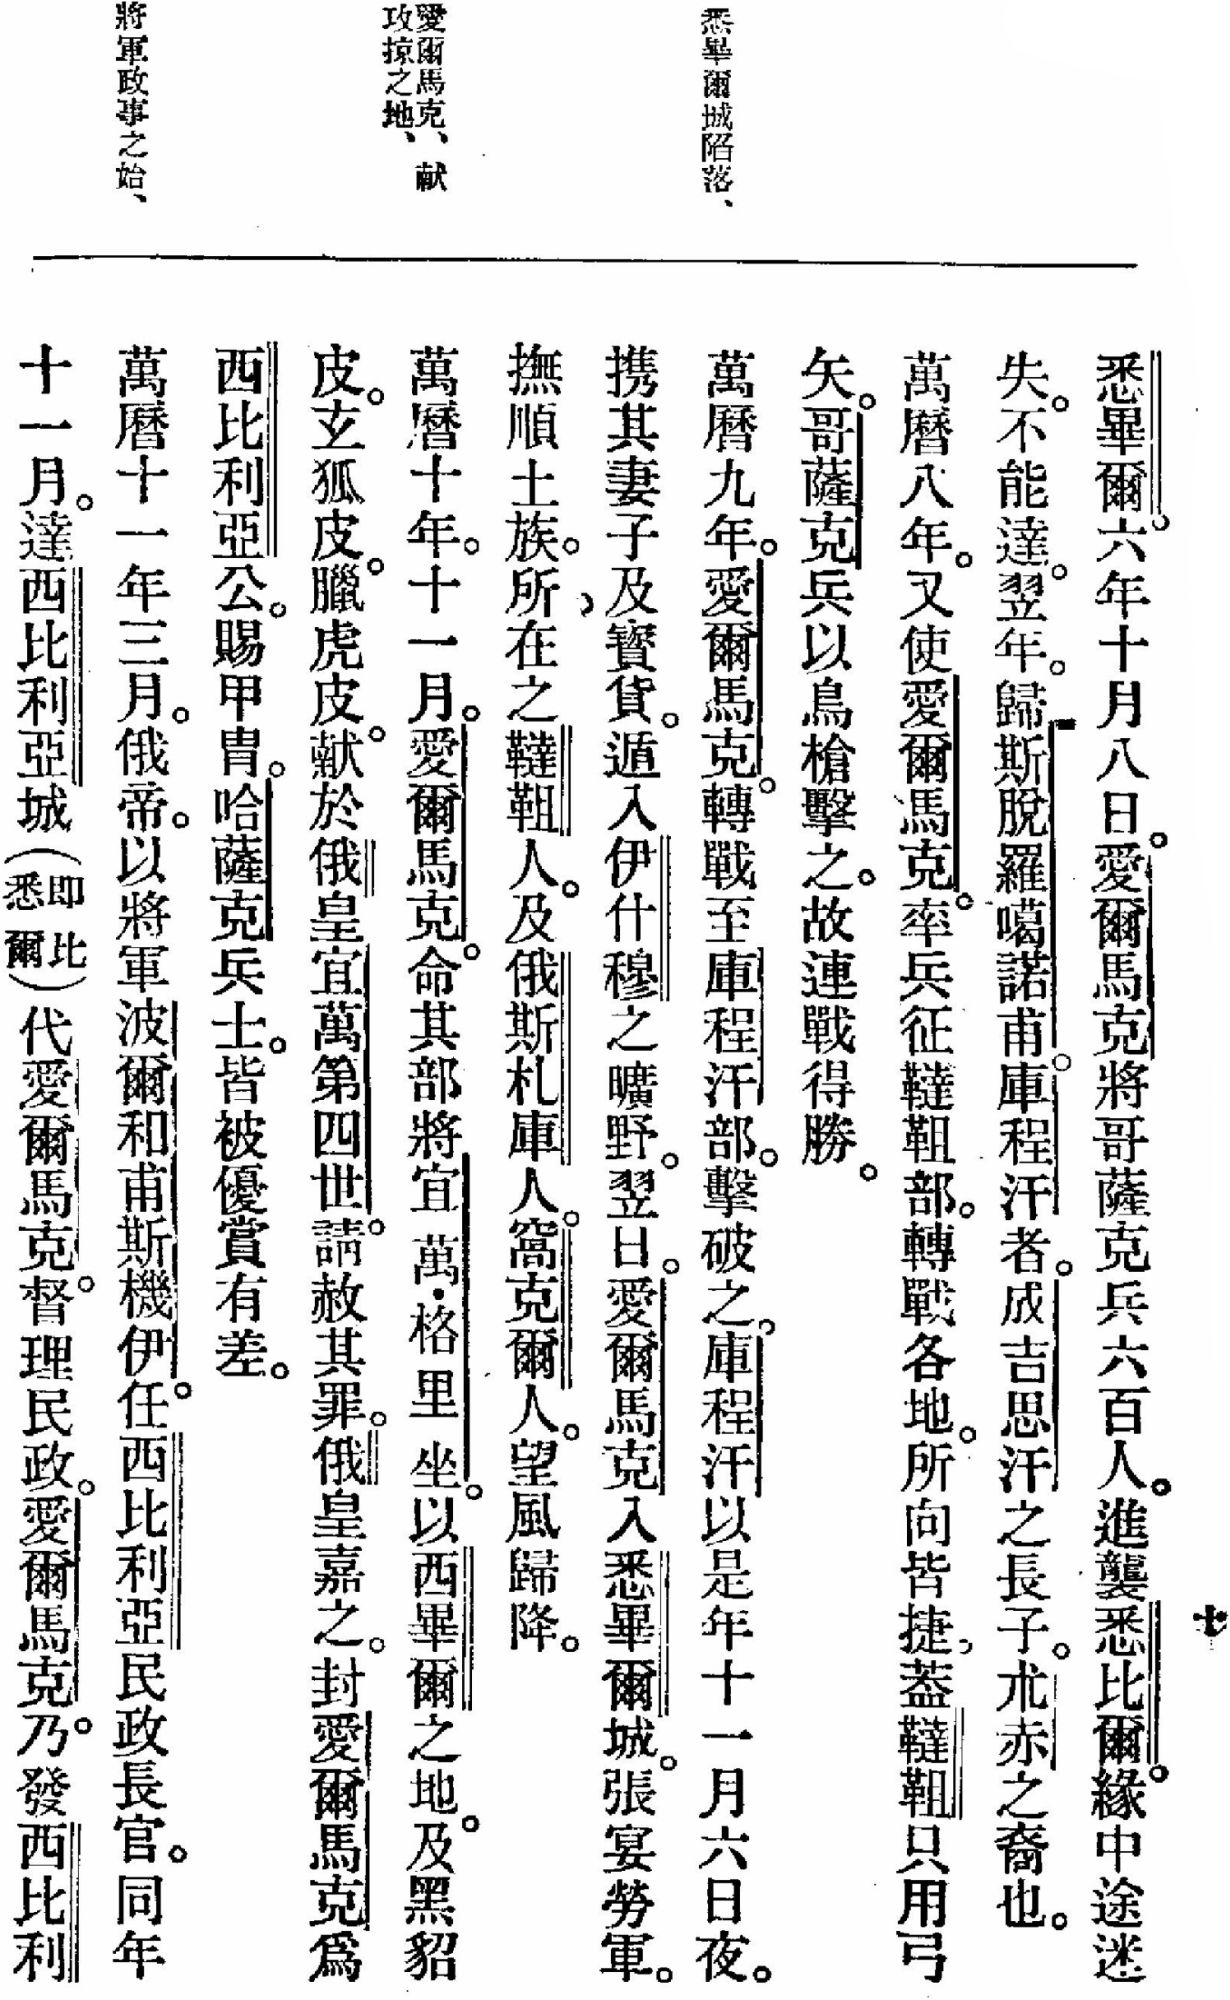 悉畢爾城陷落、
愛爾馬克、献
攻掠之地、
將軍政事之始、
悉畢爾。六年十月八日。愛爾馬克將哥薩克兵六百人。進襲悉比爾。緣中途迷
失。不能達。翌年。歸斯脫羅噶諾甫。庫程汗者。成吉思汗之長子。朮赤之裔也。
萬曆八年。又使愛爾馬克。率兵征韃靼部。轉戰各地。所向皆捷。葢韃靼只用弓
矢。哥薩克兵以鳥槍擊之。故連戰得勝。
萬曆九年。愛爾馬克。轉戰至庫程汗部。擊破之。庫程汗以是年十一月六日夜。
携其妻子及寳貨。遁入伊什穆之曠野。翌日。愛爾馬克入悉畢爾城。張宴勞軍。
撫順土族。所在之韃靼人。及俄斯札庫人。窩克爾人。望風歸降。
萬曆十年。十一月。愛爾馬克。命其部將宜萬・格里坐。以西畢爾之地。及黑貂
皮。玄狐皮。臘虎皮。献於俄皇宜萬第四世。請赦其罪。俄皇嘉之。封愛爾馬克爲
西比利亞公。賜甲冑。哈薩克兵士。皆被優賞有差。
萬曆十一年三月。俄帝。以將軍波爾和甫斯機伊。任西比利亞民政長官。同年
十一月。達西比利亞城(即比悉爾)代愛爾馬克。督理民政。愛爾馬克。乃發西比利
七